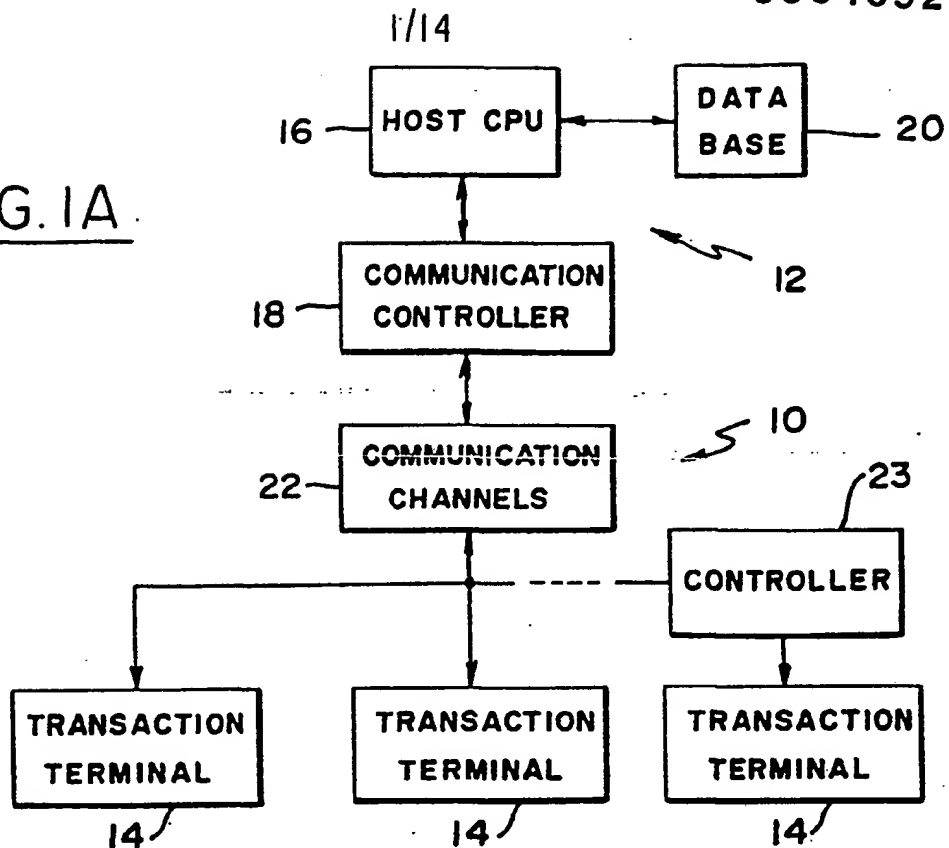 1/14
HOST CPU
16
DATA
BASE
20
G. 1A
12
COMMUNICATION
CONTROLLER
18
10
COMMUNICATION
CHANNELS
22
23
CONTROLLER
TRANSACTION
TERMINAL
14
TRANSACTION
TERMINAL
14
TRANSACTION
TERMINAL
14